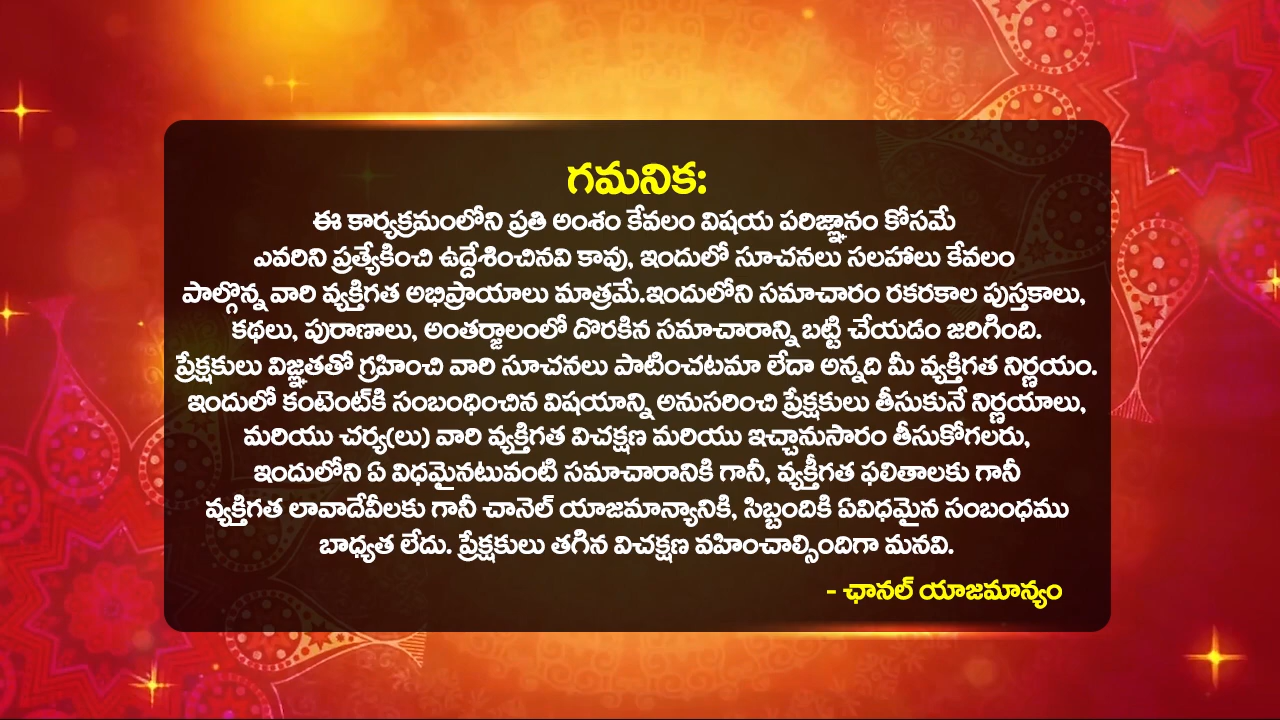 గమనిక:
ఈ కార్యక్రమంలోని ప్రతి అంశం కేవలం విషయ పరిజ్ఞానం కోసమే
ఎవరిని ప్రత్యేకించి ఉద్దేశించినవి కావు, ఇందులో సూచనలు సలహాలు కేవలం
పాల్గొన్న వారి వ్యక్తిగత అభిప్రాయాలు మాత్రమే.ఇందులోని సమాచారం రకరకాల పుస్తకాలు,
కథలు, పురాణాలు, అంతర్జాలంలో దొరకిన సమాచారాన్ని బట్టి చేయడం జరిగింది.
ప్రేక్షకులు విజ్ఞతతో గ్రహించి వారి సూచనలు పాటించటమా లేదా అన్నది మీ వ్యక్తిగత నిర్ణయం.
ఇందులో కంటెంట్‌కి సంబంధించిన విషయాన్ని అనుసరించి ప్రేక్షకులు తీసుకునే నిర్ణయాలు,
మరియు చర్య(లు) వారి వ్యక్తిగత విచక్షణ మరియు ఇచ్చానుసారం తీసుకోగలరు,
ఇందులోని ఏ విధమైనటువంటి సమాచారానికి గానీ, వ్యక్తీగత ఫలితాలకు గానీ
వ్యక్తిగత లావాదేవీలకు గానీ చానెల్ యాజమాన్యానికి, సిబ్బందికి ఏవిధమైన సంబంధము
బాధ్యత లేదు. ప్రేక్షకులు తగిన విచక్షణ వహించాల్సిందిగా మనవి.
- ఛానల్ యాజమాన్యం